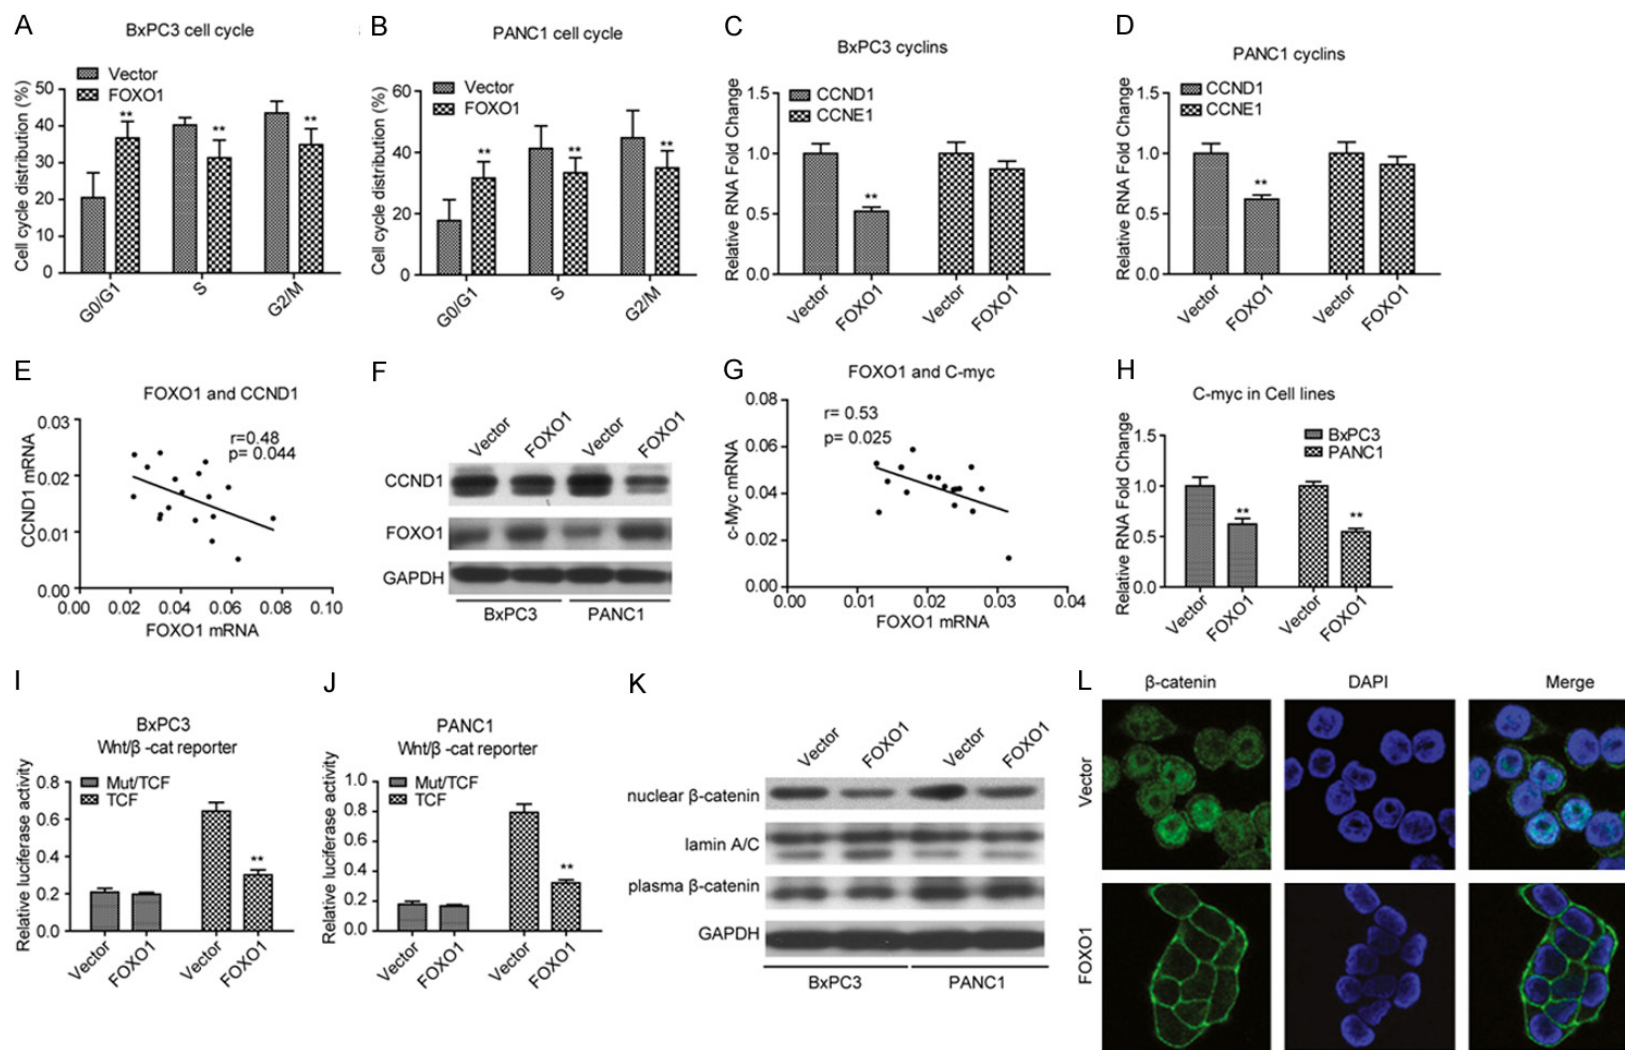 A
BxPC3 cell cycle
Vector
FOXO1
Cell cycle distribution (%)
50
40
30
20
10
0
**
**
**
G0/G1
S
G2/M
B
PANC1 cell cycle
Vector
FOXO1
Cell cycle distribution (%)
60
40
20
0
**
**
**
G0/G1
S
G2/M
C
BxPC3 cyclins
CCND1
CCNE1
Relative RNA Fold Change
1.5
1.0
0.5
0.0
**
Vector
FOXO1
Vector
FOXO1
D
PANC1 cyclins
CCND1
CCNE1
Relative RNA Fold Change
1.5
1.0
0.5
1.0
**
Vector
FOXO1
Vector
FOXO1
E
FOXO1 and CCND1
r=0.48
p= 0.044
CCND1 mRNA
0.03
0.02
0.01
0.00
0.00
0.02
0.04
0.06
0.08
0.10
FOXO1 mRNA
F
Vector
FOXO1
Vector
FOXO1
CCND1
FOXO1
GAPDH
BxPC3
PANC1
G
FOXO1 and C-myc
r= 0.53
p= 0.025
c-Myc mRNA
0.08
0.06
0.04
0.02
0.00
0.00
0.01
0.02
0.03
0.04
FOXO1 mRNA
H
C-myc in Cell lines
BxPC3
PANC1
Relative RNA Fold Change
1.5
1.0
0.5
0.0
**
**
Vector
FOXO1
Vector
FOXO1
I
BxPC3
Wnt/β -cat reporter
Mut/TCF
TCF
Relative luciferase activity
0.8
0.6
0.4
0.2
0.0
**
Vector
FOXO1
Vector
FOXO1
J
PANC1
Wnt/β -cat reporter
Mut/TCF
TCF
Relative luciferase activity
1.0
0.8
0.6
0.4
0.2
0.0
**
Vector
FOXO1
Vector
FOXO1
K
Vector
FOXO1
Vector
FOXO1
nuclear β-catenin
lamin A/C
plasma β-catenin
GAPDH
BxPC3
PANC1
L
β-catenin
DAPI
Merge
Vector
FOXO1